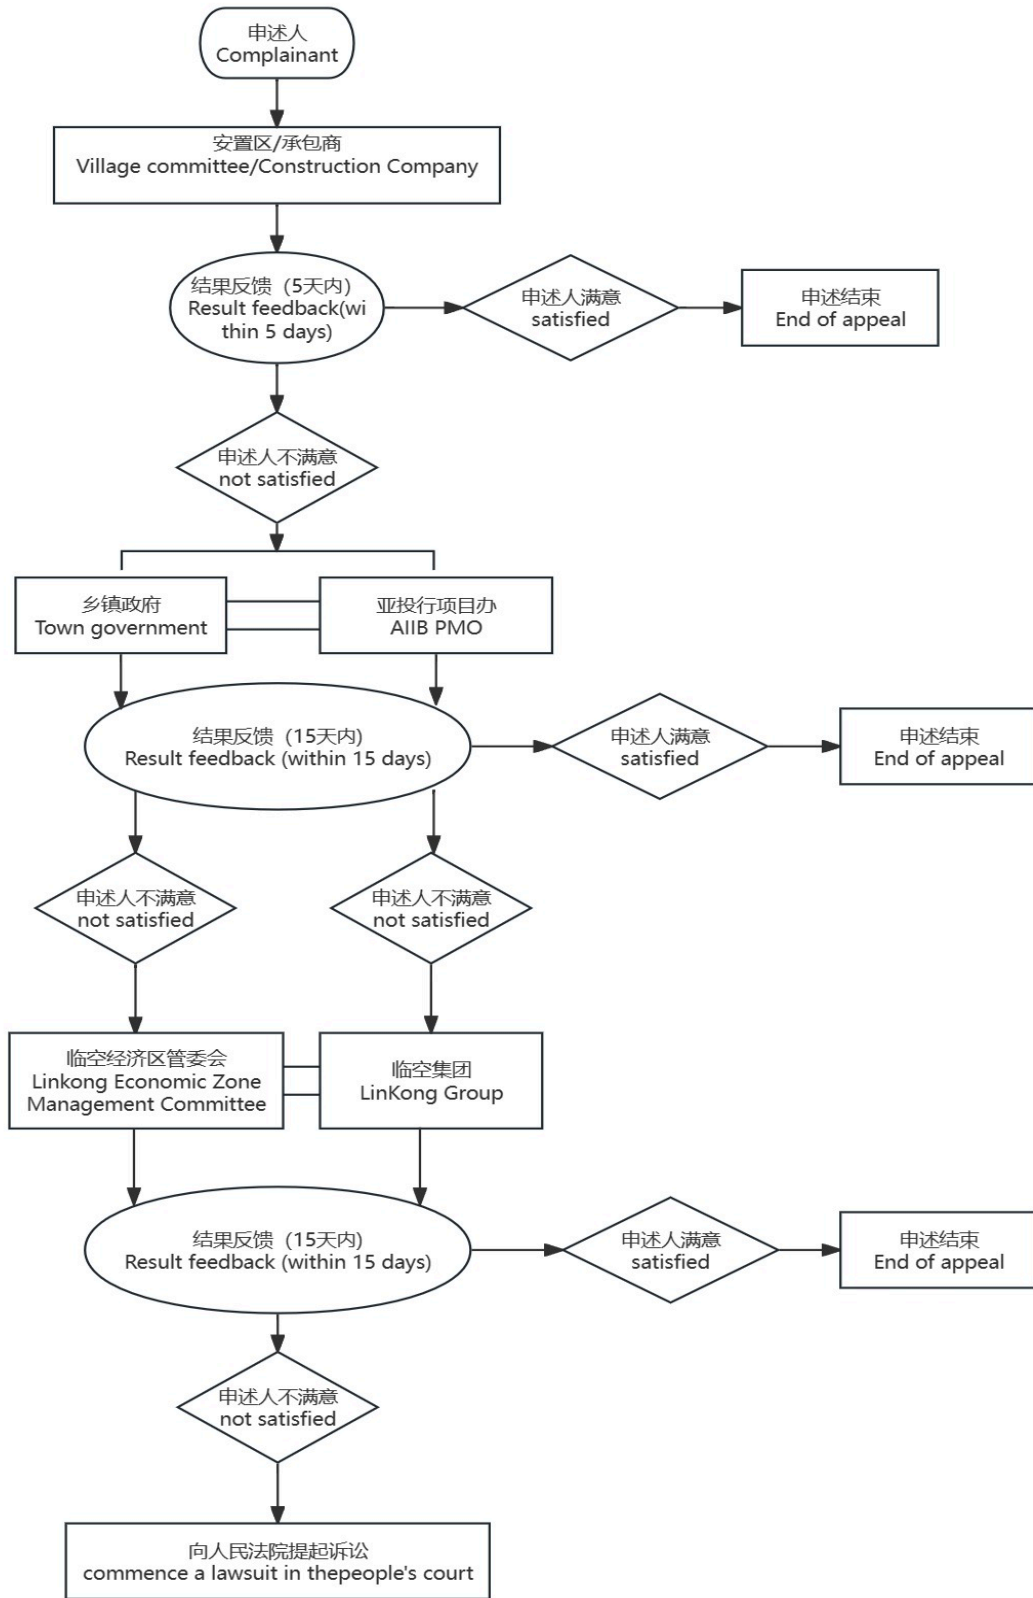 申述人
Complainant
安置区/承包商
Village committee/Construction Company
结果反馈（5天内）
Result feedback(wi
thin 5 days)
申述人满意
satisfied
申述结束
End of appeal
申述人不满意
not satisfied
乡镇政府
Town government
亚投行项目办
AIIB PMO
结果反馈（15天内）
Result feedback (within 15 days)
申述人满意
satisfied
申述结束
End of appeal
申述人不满意
not satisfied
申述人不满意
not satisfied
临空经济区管委会
Linkong Economic Zone
Management Committee
临空集团
LinKong Group
结果反馈（15天内）
Result feedback (within 15 days)
申述人满意
satisfied
申述结束
End of appeal
申述人不满意
not satisfied
向人民法院提起诉讼
commence a lawsuit in thepeople's court